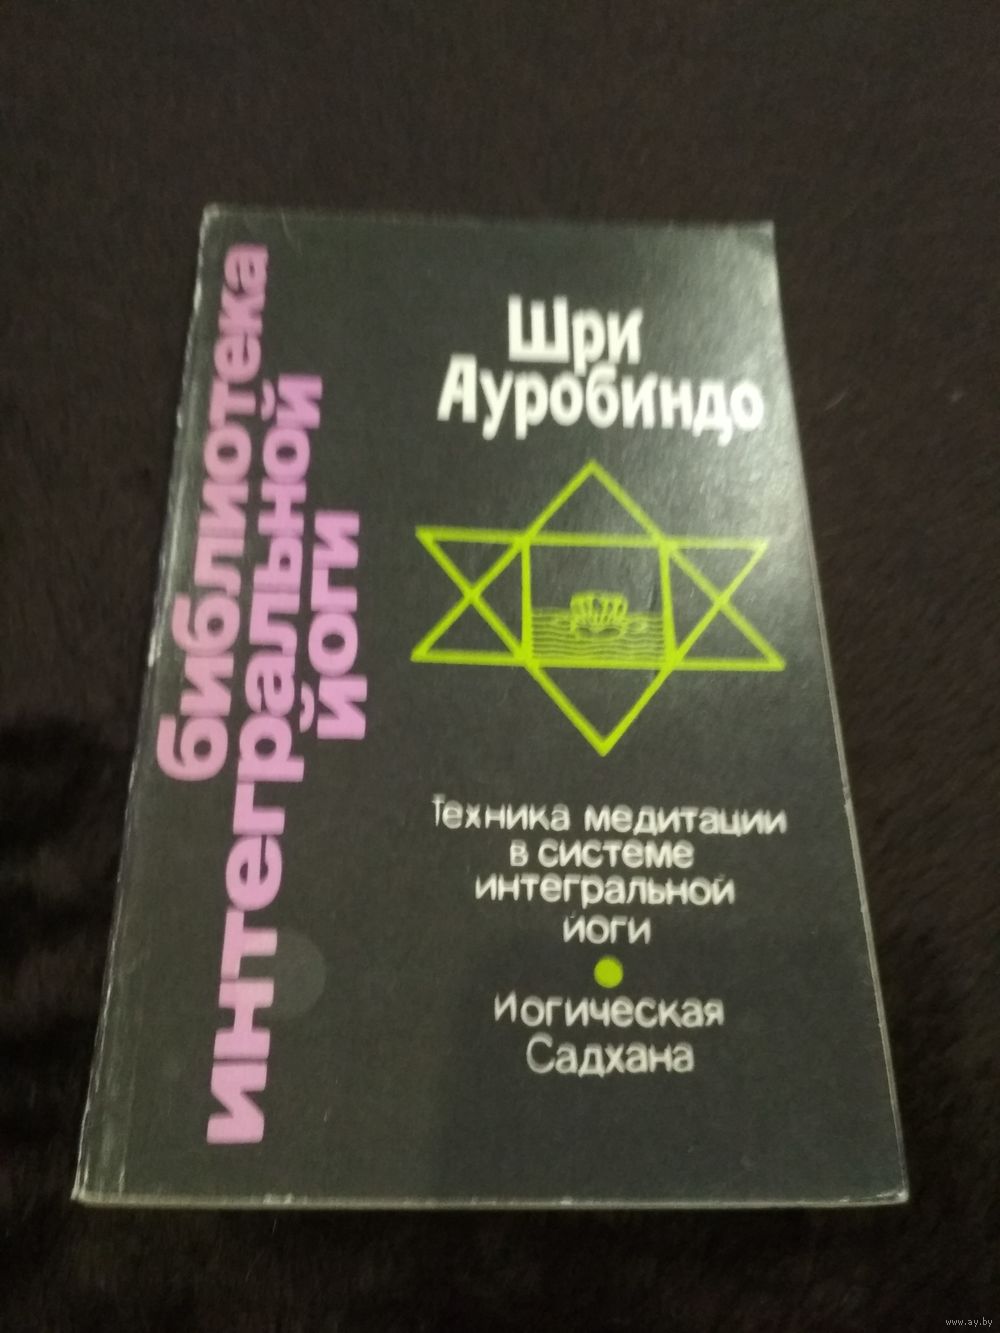 библиотека
интегральной
йоги
Шри
Ауробиндо
Техника медитации
в системе
интегральной
йоги
Йогическая
Садхана
www.ay.by